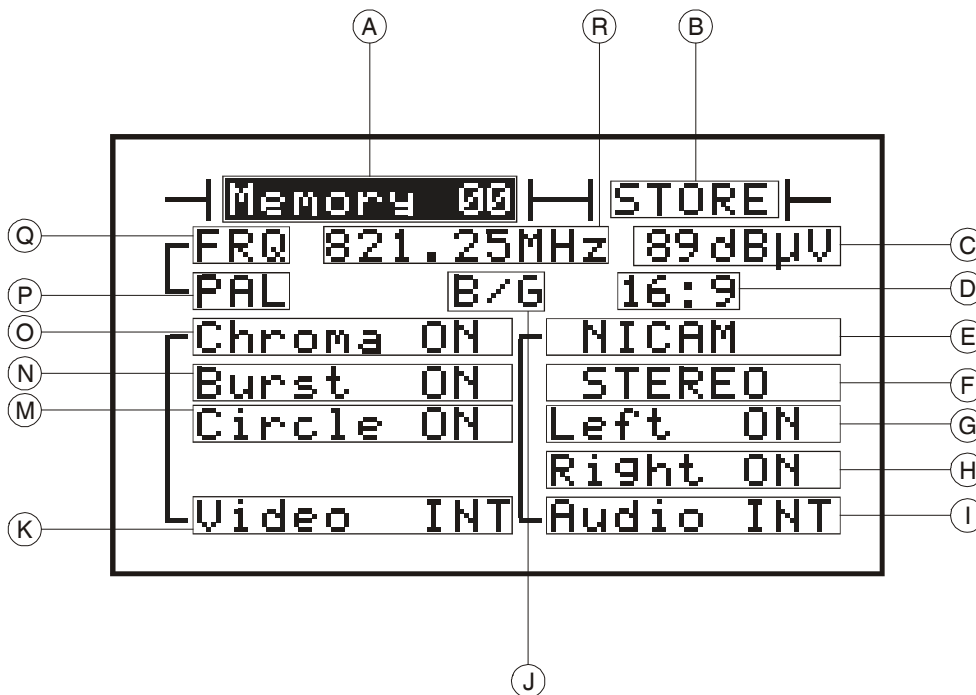 A R B
Memory 00 STORE
Q FRQ 821.25MHz 89dBµV C
P PAL B/G 16:9 D
O Chroma ON NICAM E
N Burst ON STEREO F
M Circle ON Left ON G
Right ON H
K Video INT Audio INT I
J